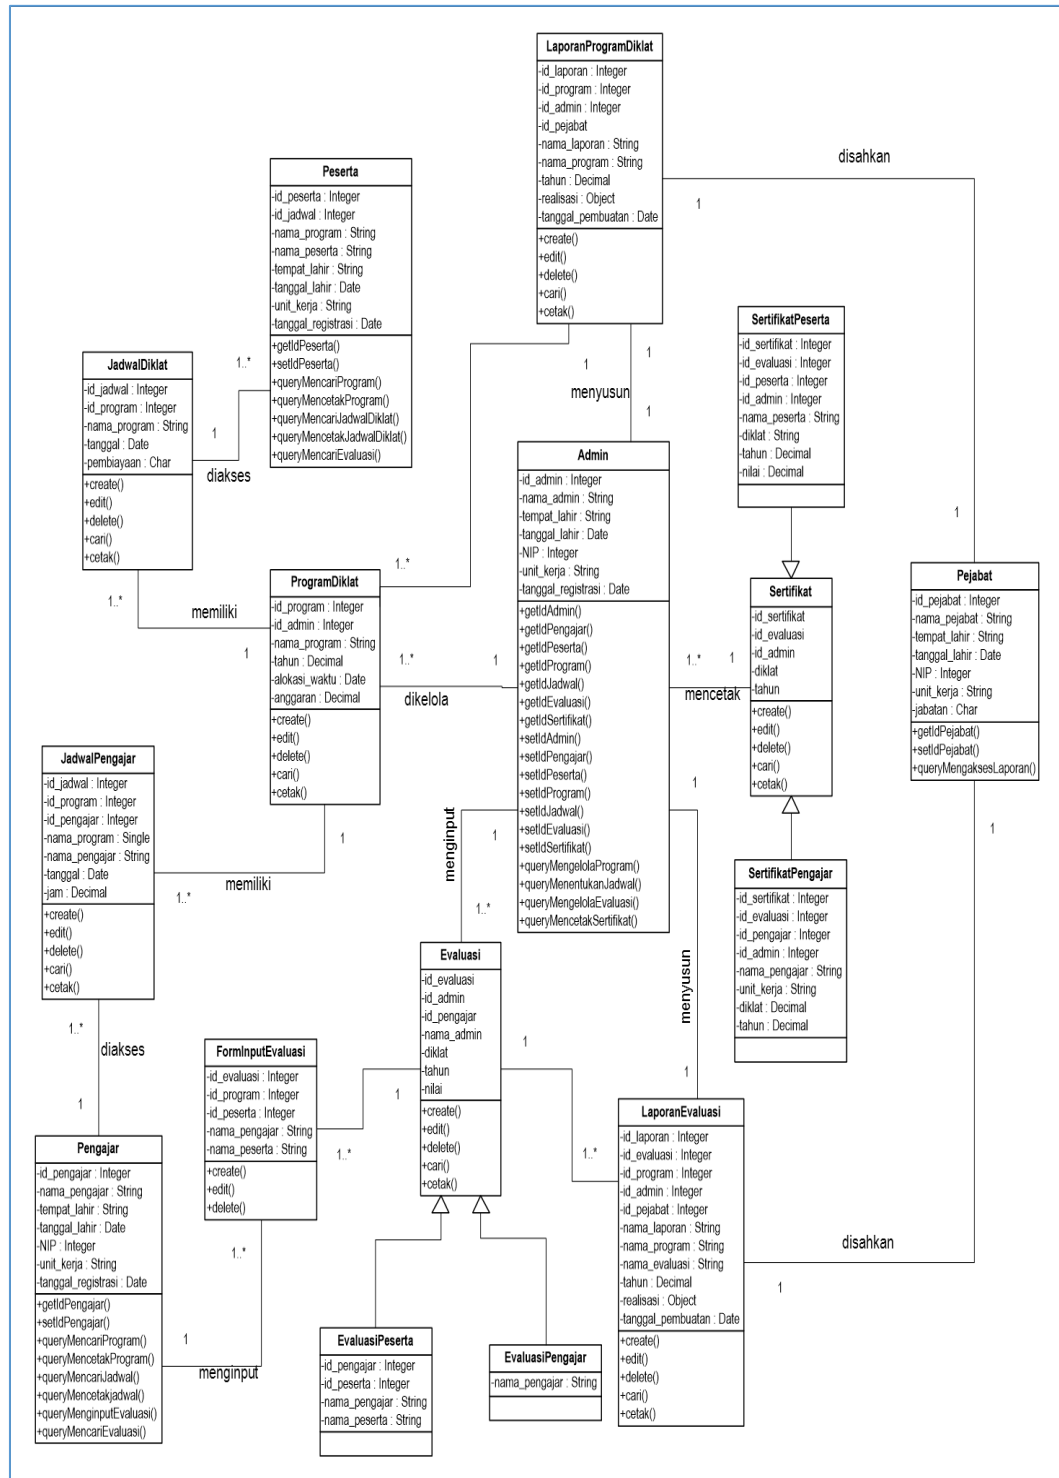 LaporanProgramDiklat
-id_laporan : Integer
-id_program : Integer
-id_admin : Integer
-id_pejabat
-nama_laporan : String
-nama_program : String
-tahun : Decimal
-realisasi : Object
-tanggal_pembuatan : Date
+create()
+edit()
+delete()
+cari()
+cetak()
disahkan
1
1
Peserta
-id_peserta : Integer
-id_jadwal : Integer
-nama_program : String
-nama_peserta : String
-tempat_lahir : String
-tanggal_lahir : Date
-unit_kerja : String
-tanggal_registrasi : Date
+getIdPeserta()
+setIdPeserta()
+queryMencariProgram()
+queryMencetakProgram()
+queryMencariJadwalDiklat()
+queryMencetakJadwalDiklat()
+queryMencariEvaluasi()
JadwalDiklat
-id_jadwal : Integer
-id_program : Integer
-nama_program : String
-tanggal : Date
-pembiayaan : Char
+create()
+edit()
+delete()
+cari()
+cetak()
1..*
1
diakses
1
1
menyusun
1
1..*
SertifikatPeserta
-id_sertifikat : Integer
-id_evaluasi : Integer
-id_peserta : Integer
-id_admin : Integer
-nama_peserta : String
-diklat : String
-tahun : Decimal
-nilai : Decimal
Admin
-id_admin : Integer
-nama_admin : String
-tempat_lahir : String
-tanggal_lahir : Date
-NIP : Integer
-unit_kerja : String
-tanggal_registrasi : Date
+getIdAdmin()
+getIdPengajar()
+getIdPeserta()
+getIdProgram()
+getIdJadwal()
+getIdEvaluasi()
+getIdSertifikat()
+setIdAdmin()
+setIdPengajar()
+setIdPeserta()
+setIdProgram()
+setIdJadwal()
+setIdEvaluasi()
+setIdSertifikat()
+queryMengelolaProgram()
+queryMenentukanJadwal()
+queryMengelolaEvaluasi()
+queryMencetakSertifikat()
1..*
memiliki
1
ProgramDiklat
-id_program : Integer
-id_admin : Integer
-nama_program : String
-tahun : Decimal
-alokasi_waktu : Date
-anggaran : Decimal
+create()
+edit()
+delete()
+cari()
+cetak()
1..*
1
dikelola
1..*
1
mencetak
Sertifikat
-id_sertifikat
-id_evaluasi
-id_admin
-diklat
-tahun
+create()
+edit()
+delete()
+cari()
+cetak()
Pejabat
-id_pejabat : Integer
-nama_pejabat : String
-tempat_lahir : String
-tanggal_lahir : Date
-NIP : Integer
-unit_kerja : String
-jabatan : Char
+getIdPejabat()
+setIdPejabat()
+queryMengaksesLaporan()
JadwalPengajar
-id_jadwal : Integer
-id_program : Integer
-id_pengajar : Integer
-nama_program : Single
-nama_pengajar : String
-tanggal : Date
-jam : Decimal
+create()
+edit()
+delete()
+cari()
+cetak()
1
memiliki
1..*
menginput
1
1..*
1
menyusun
1
1
SertifikatPengajar
-id_sertifikat : Integer
-id_evaluasi : Integer
-id_pengajar : Integer
-id_admin : Integer
-nama_pengajar : String
-unit_kerja : String
-diklat : Decimal
-tahun : Decimal
Evaluasi
-id_evaluasi
-id_admin
-id_pengajar
-nama_admin
-diklat
-tahun
-nilai
+create()
+edit()
+delete()
+cari()
+cetak()
1..*
diakses
1
FormInputEvaluasi
-id_evaluasi : Integer
-id_program : Integer
-id_peserta : Integer
-nama_pengajar : String
-nama_peserta : String
+create()
+edit()
+delete()
1
1..*
1
1..*
LaporanEvaluasi
-id_laporan : Integer
-id_evaluasi : Integer
-id_program : Integer
-id_admin : Integer
-id_pejabat : Integer
-nama_laporan : String
-nama_program : String
-nama_evaluasi : String
-tahun : Decimal
-realisasi : Object
-tanggal_pembuatan : Date
+create()
+edit()
+delete()
+cari()
+cetak()
disahkan
1
Pengajar
-id_pengajar : Integer
-nama_pengajar : String
-tempat_lahir : String
-tanggal_lahir : Date
-NIP : Integer
-unit_kerja : String
-tanggal_registrasi : Date
+getIdPengajar()
+setIdPengajar()
+queryMencariProgram()
+queryMencetakProgram()
+queryMencariJadwal()
+queryMencetakjadwal()
+queryMenginputEvaluasi()
+queryMencariEvaluasi()
1..*
1
menginput
EvaluasiPeserta
-id_pengajar : Integer
-id_peserta : Integer
-nama_pengajar : String
-nama_peserta : String
EvaluasiPengajar
-nama_pengajar : String